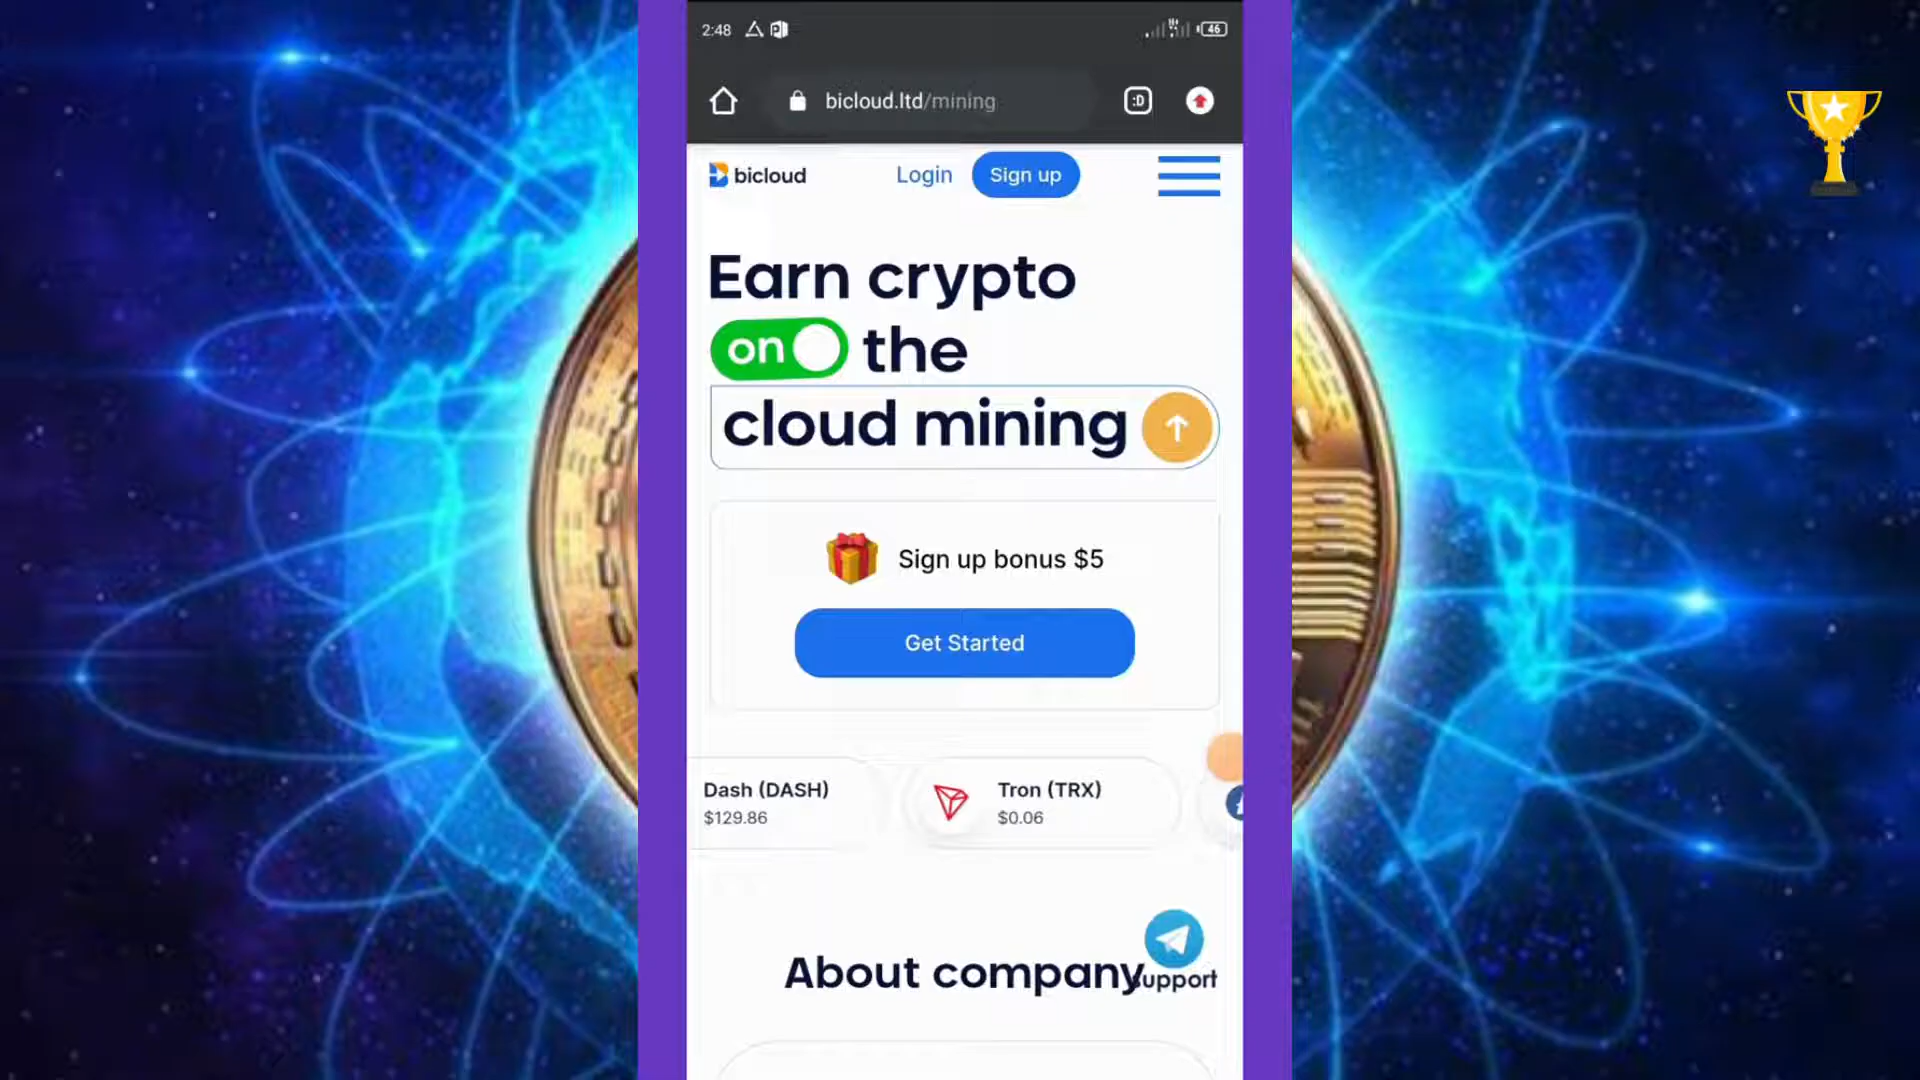 2:48
46
bicloud.ltd/mining
:D
bicloud
Login
Sign up
Earn crypto
on the
cloud mining
Sign up bonus $5
Get Started
Dash (DASH)
$129.86
Tron (TRX)
$0.06
About company
Support